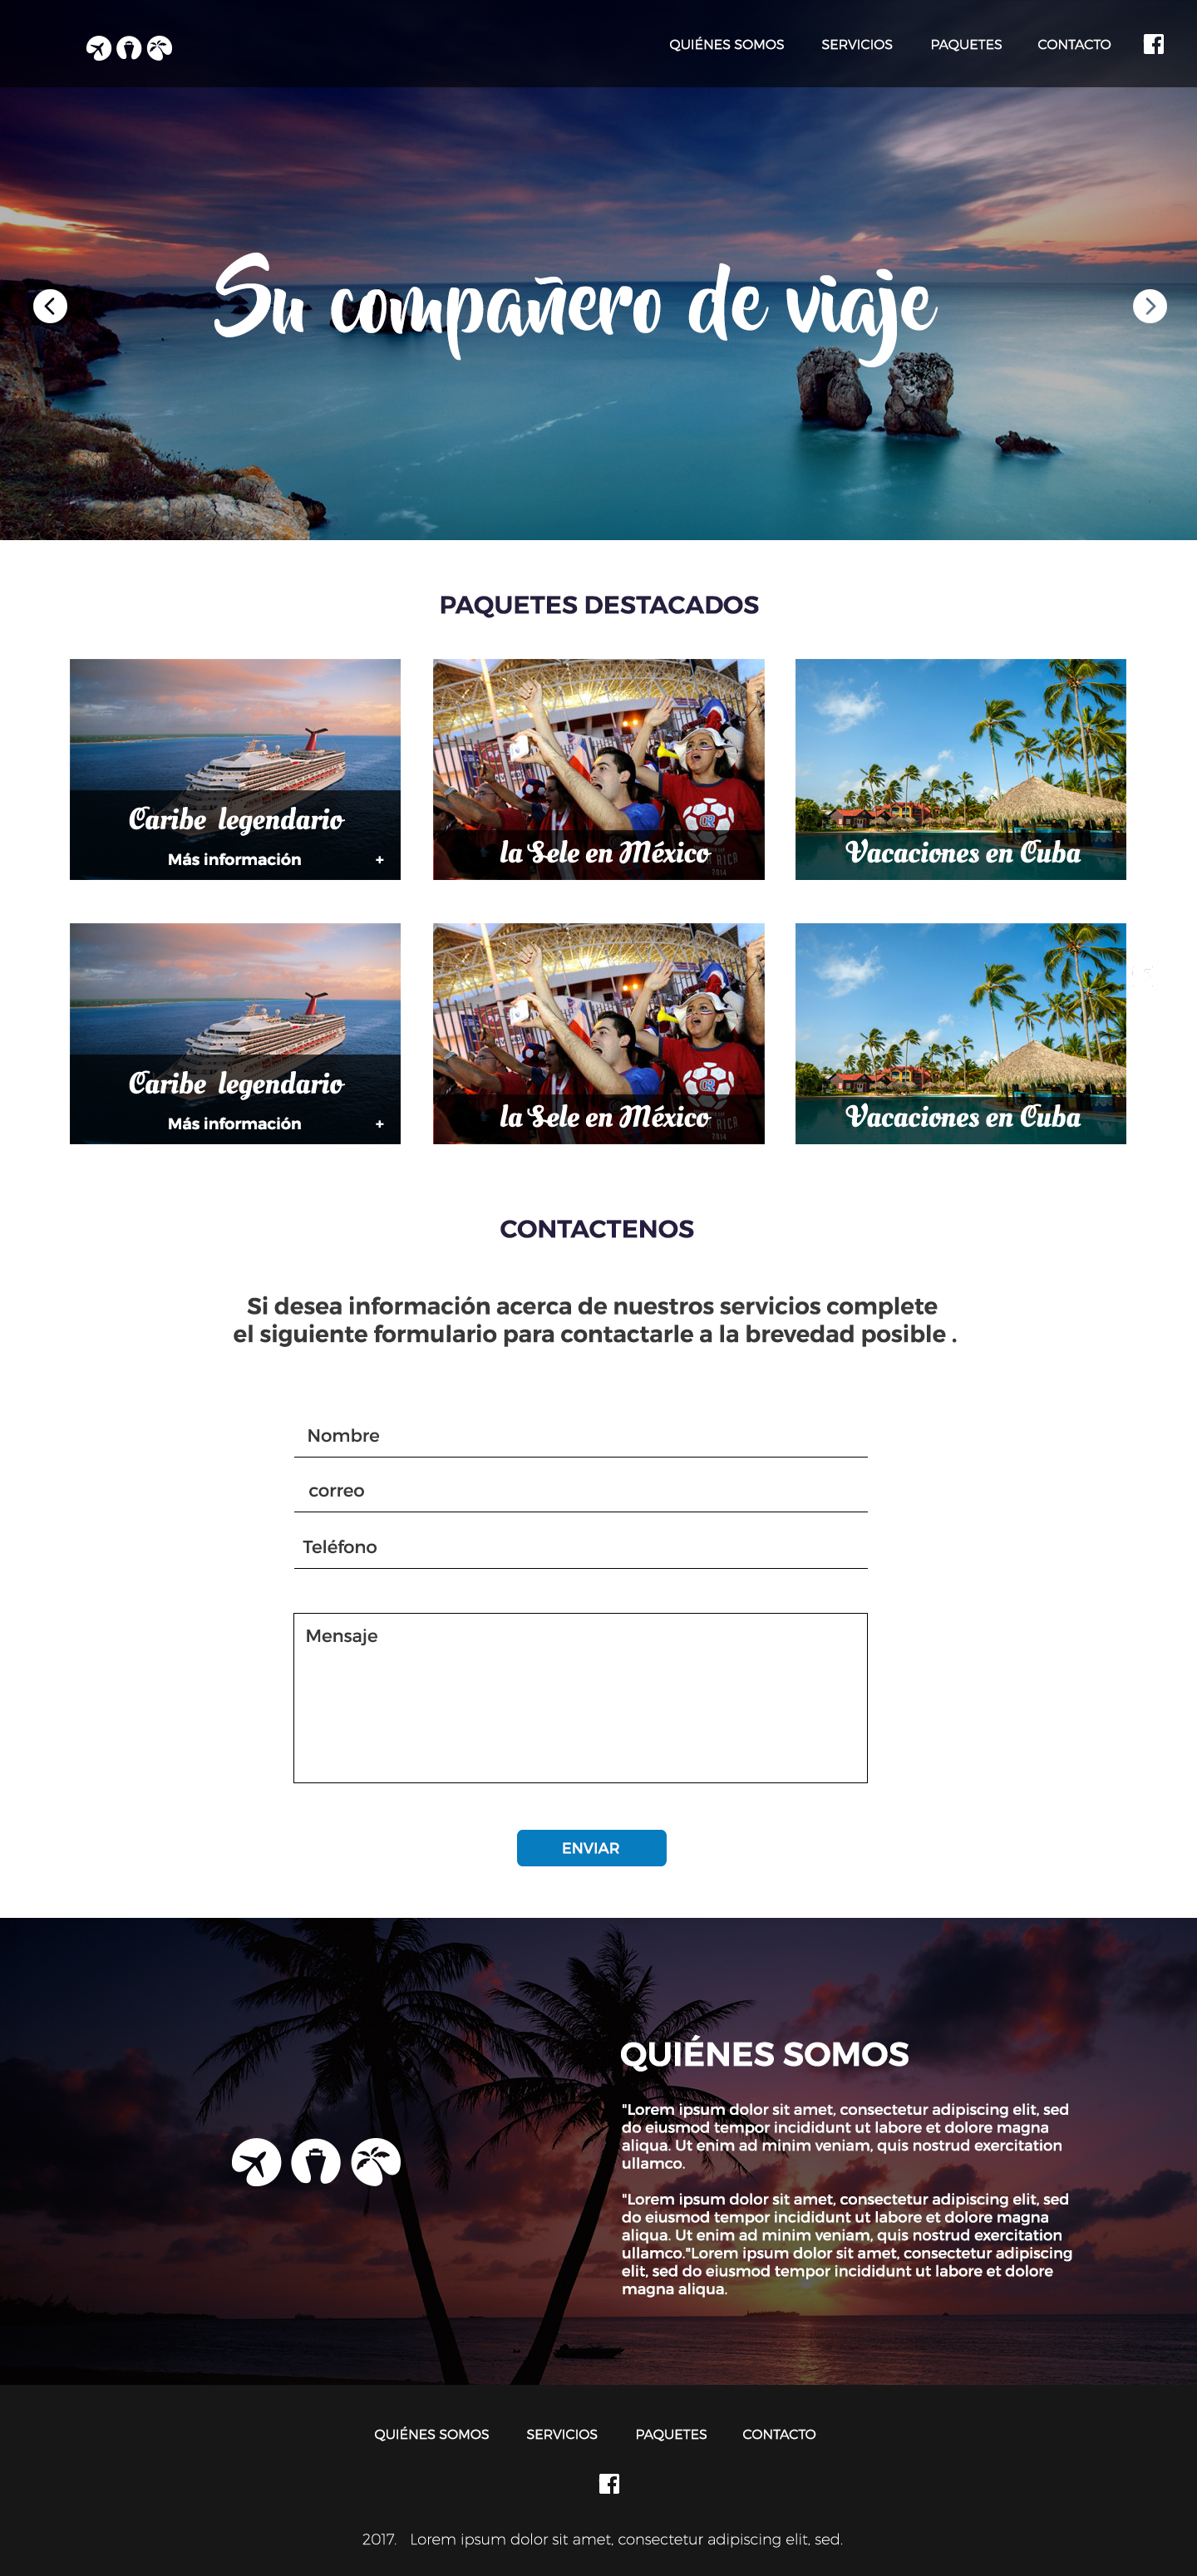 QUIÉNES SOMOS SERVICIOS PAQUETES CONTACTO
Su compañero de viaje
PAQUETES DESTACADOS
Caribe legendario
Más información +
la Sele en México
Vacaciones en Cuba
Caribe legendario
Más información +
la Sele en México
Vacaciones en Cuba
CONTACTENOS
Si desea información acerca de nuestros servicios complete
el siguiente formulario para contactarle a la brevedad posible .
Nombre
correo
Teléfono
Mensaje
ENVIAR
QUIÉNES SOMOS
"Lorem ipsum dolor sit amet, consectetur adipiscing elit, sed
do eiusmod tempor incididunt ut labore et dolore magna
aliqua. Ut enim ad minim veniam, quis nostrud exercitation
ullamco.
"Lorem ipsum dolor sit amet, consectetur adipiscing elit, sed
do eiusmod tempor incididunt ut labore et dolore magna
aliqua. Ut enim ad minim veniam, quis nostrud exercitation
ullamco."Lorem ipsum dolor sit amet, consectetur adipiscing
elit, sed do eiusmod tempor incididunt ut labore et dolore
magna aliqua.
QUIÉNES SOMOS SERVICIOS PAQUETES CONTACTO
2017. Lorem ipsum dolor sit amet, consectetur adipiscing elit, sed.